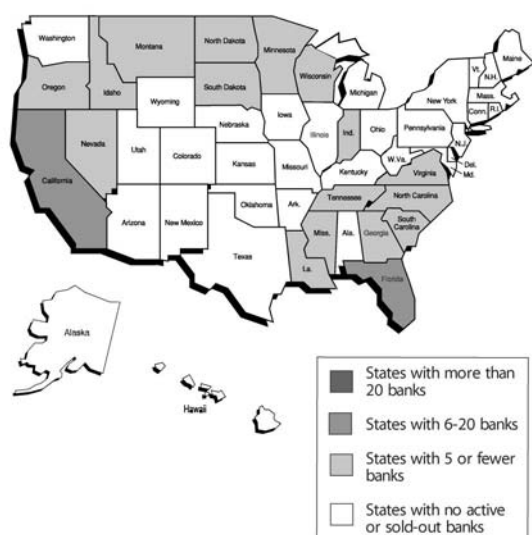 Washington
Montana
North Dakota
Minnesota
Maine
Oregon
Idaho
South Dakota
Wisconsin
Michigan
Vt.
N.H.
New York
Mass.
Conn.
R.I.
Wyoming
Iowa
Nebraska
Nevada
Utah
Colorado
Illinois
Ind.
Ohio
Pennsylvania
N.J.
California
Kansas
Missouri
W.Va.
Kentucky
Virginia
Del.
Md.
Arizona
New Mexico
Oklahoma
Ark.
Tennessee
North Carolina
South
Carolina
Texas
Miss.
Ala.
Georgia
La.
Florida
Alaska
Hawaii
States with more than
20 banks
States with 6-20 banks
States with 5 or fewer
banks
States with no active
or sold-out banks